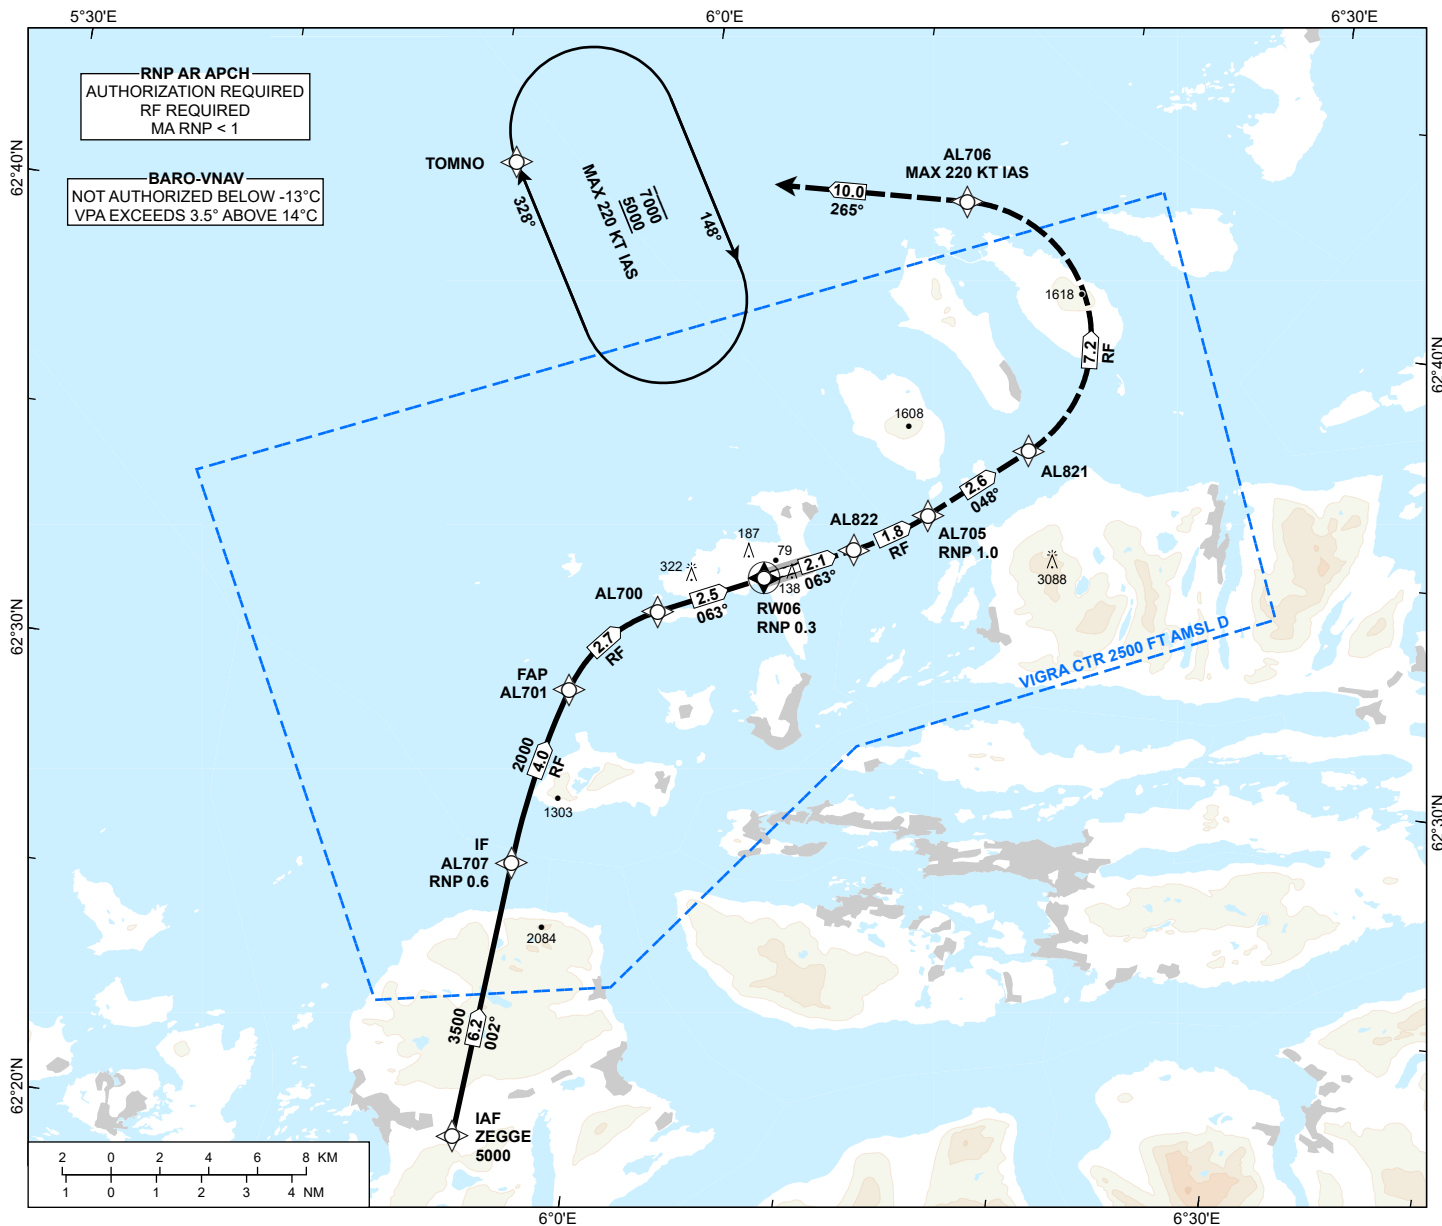 5°30'E
6°0'E
6°30'E
RNP AR APCH
AUTHORIZATION REQUIRED
RF REQUIRED
MA RNP < 1
BARO-VNAV
NOT AUTHORIZED BELOW -13°C
VPA EXCEEDS 3.5° ABOVE 14°C
62°40'N
TOMNO
328°
7000
5000
MAX 220 KT IAS
148°
AL706
MAX 220 KT IAS
10.0
265°
1618
7.2
RF
62°40'N
1608
AL821
2.6
048°
AL822
1.8
RF
AL705
RNP 1.0
187
79
322
2.1
063°
138
3088
AL700
2.5
063°
RW06
RNP 0.3
62°30'N
2.7
RF
VIGRA CTR 2500 FT AMSL D
FAP
AL701
2000
4.0
RF
1303
62°30'N
IF
AL707
RNP 0.6
2084
3500
6.2
002°
62°20'N
IAF
ZEGGE
5000
2 0 2 4 6 8 KM
1 0 1 2 3 4 NM
6°0'E
6°30'E